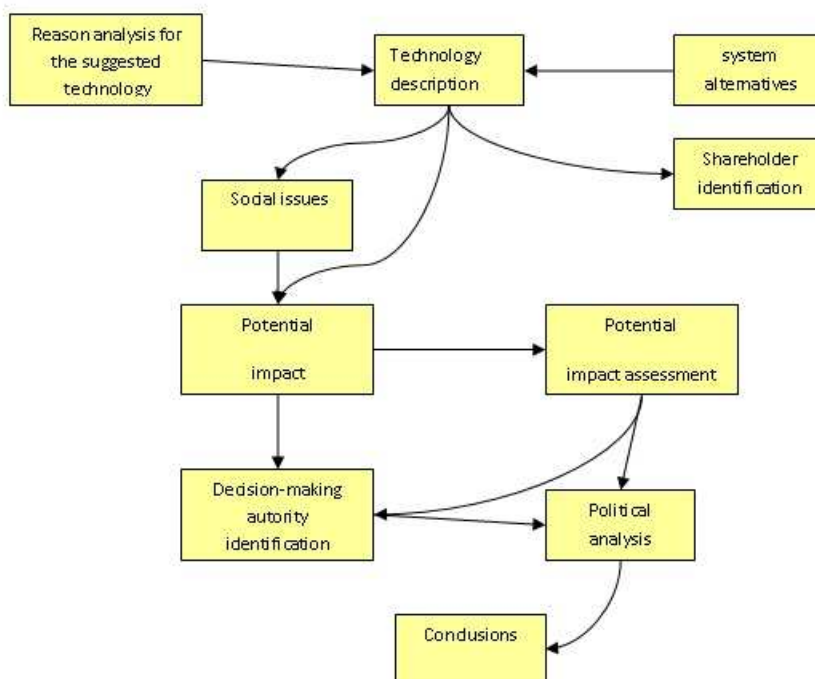 Reason analysis for
the suggested
technology
Technology
description
system
alternatives
Shareholder
identification
Social issues
Potential
impact
Potential
impact assessment
Decision-making
autority
identification
Political
analysis
Conclusions